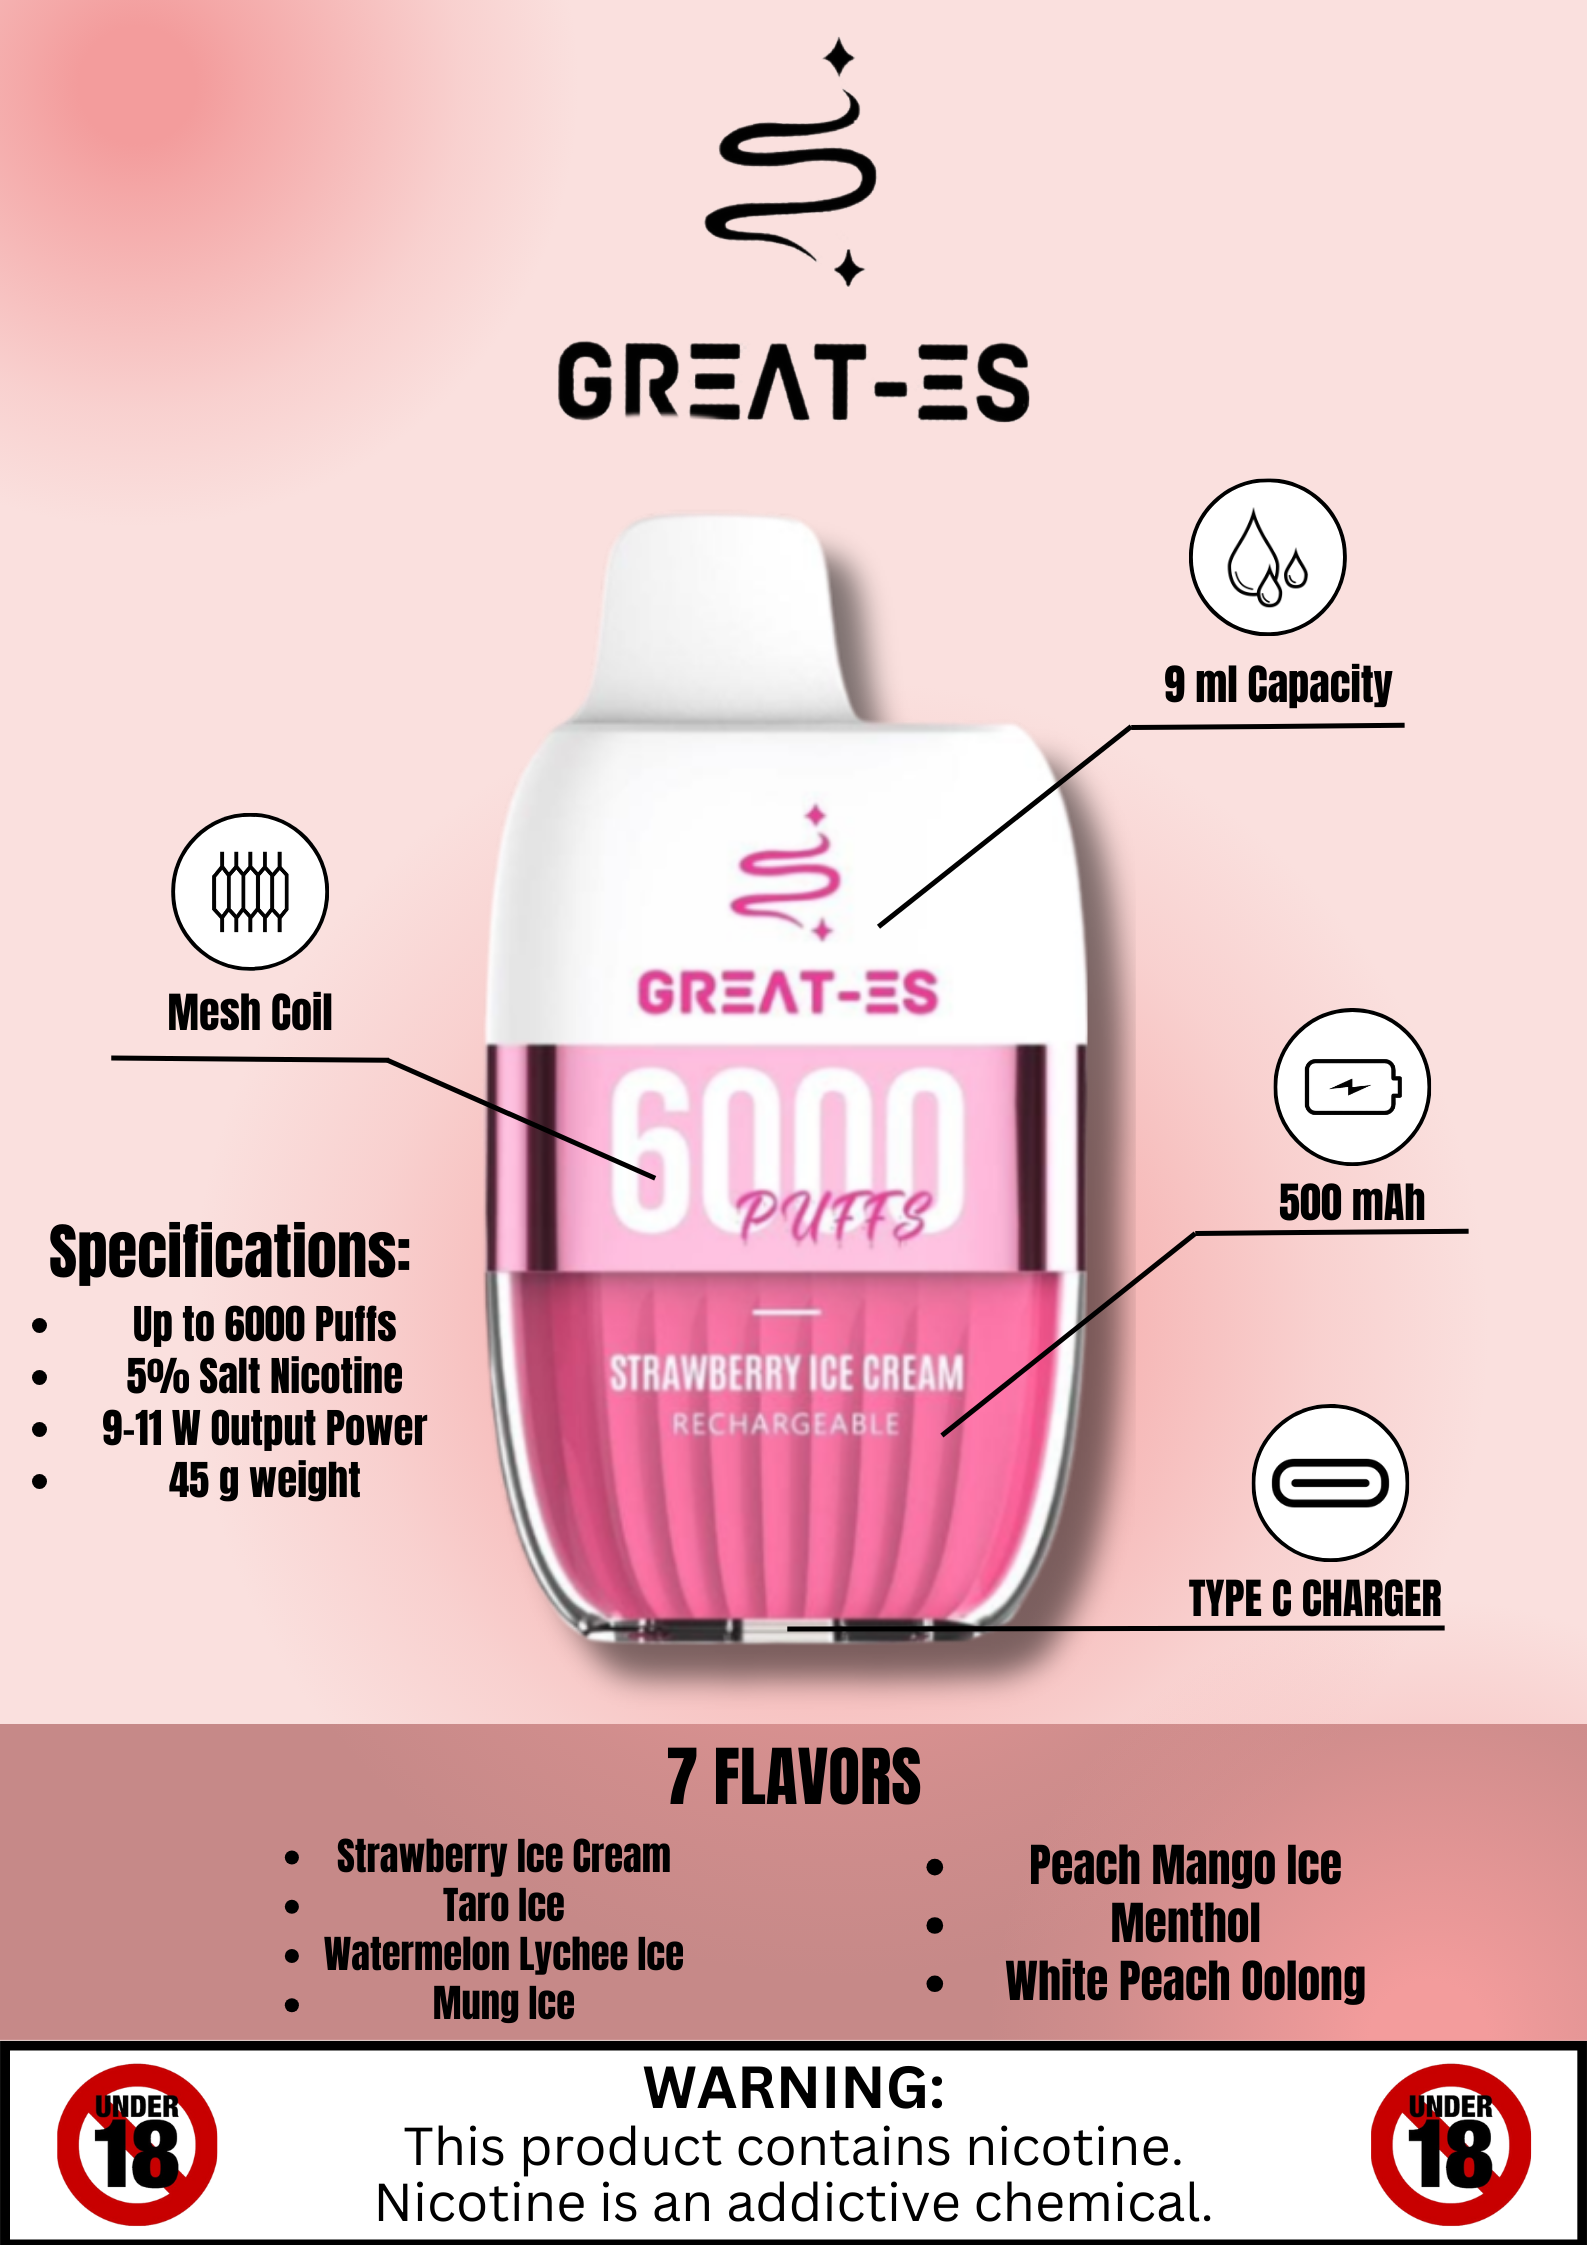 GREAT-ES
9 ml Capacity
GREAT-ES
Mesh Coil
6000
PUFFS
500 mAh
Specifications:
• Up to 6000 Puffs
• 5% Salt Nicotine
• 9-11 W Output Power
• 45 g weight
STRAWBERRY ICE CREAM
RECHARGEABLE
TYPE C CHARGER
7 FLAVORS
• Strawberry Ice Cream
• Taro Ice
• Watermelon Lychee Ice
• Mung Ice
• Peach Mango Ice
• Menthol
• White Peach Oolong
UNDER
18
WARNING:
This product contains nicotine.
Nicotine is an addictive chemical.
UNDER
18